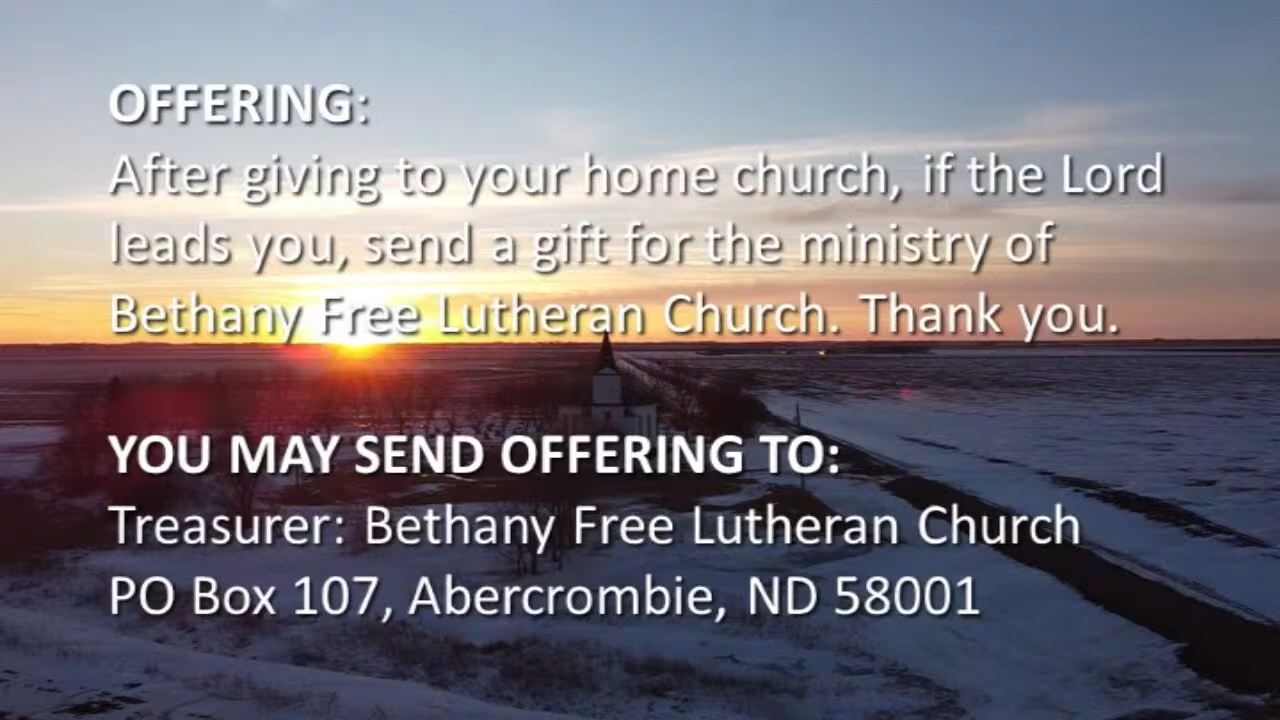 OFFERING:
After giving to your home church, if the Lord
leads you, send a gift for the ministry of
Bethany Free Lutheran Church. Thank you.
YOU MAY SEND OFFERING TO:
Treasurer: Bethany Free Lutheran Church
PO Box 107, Abercrombie, ND 58001